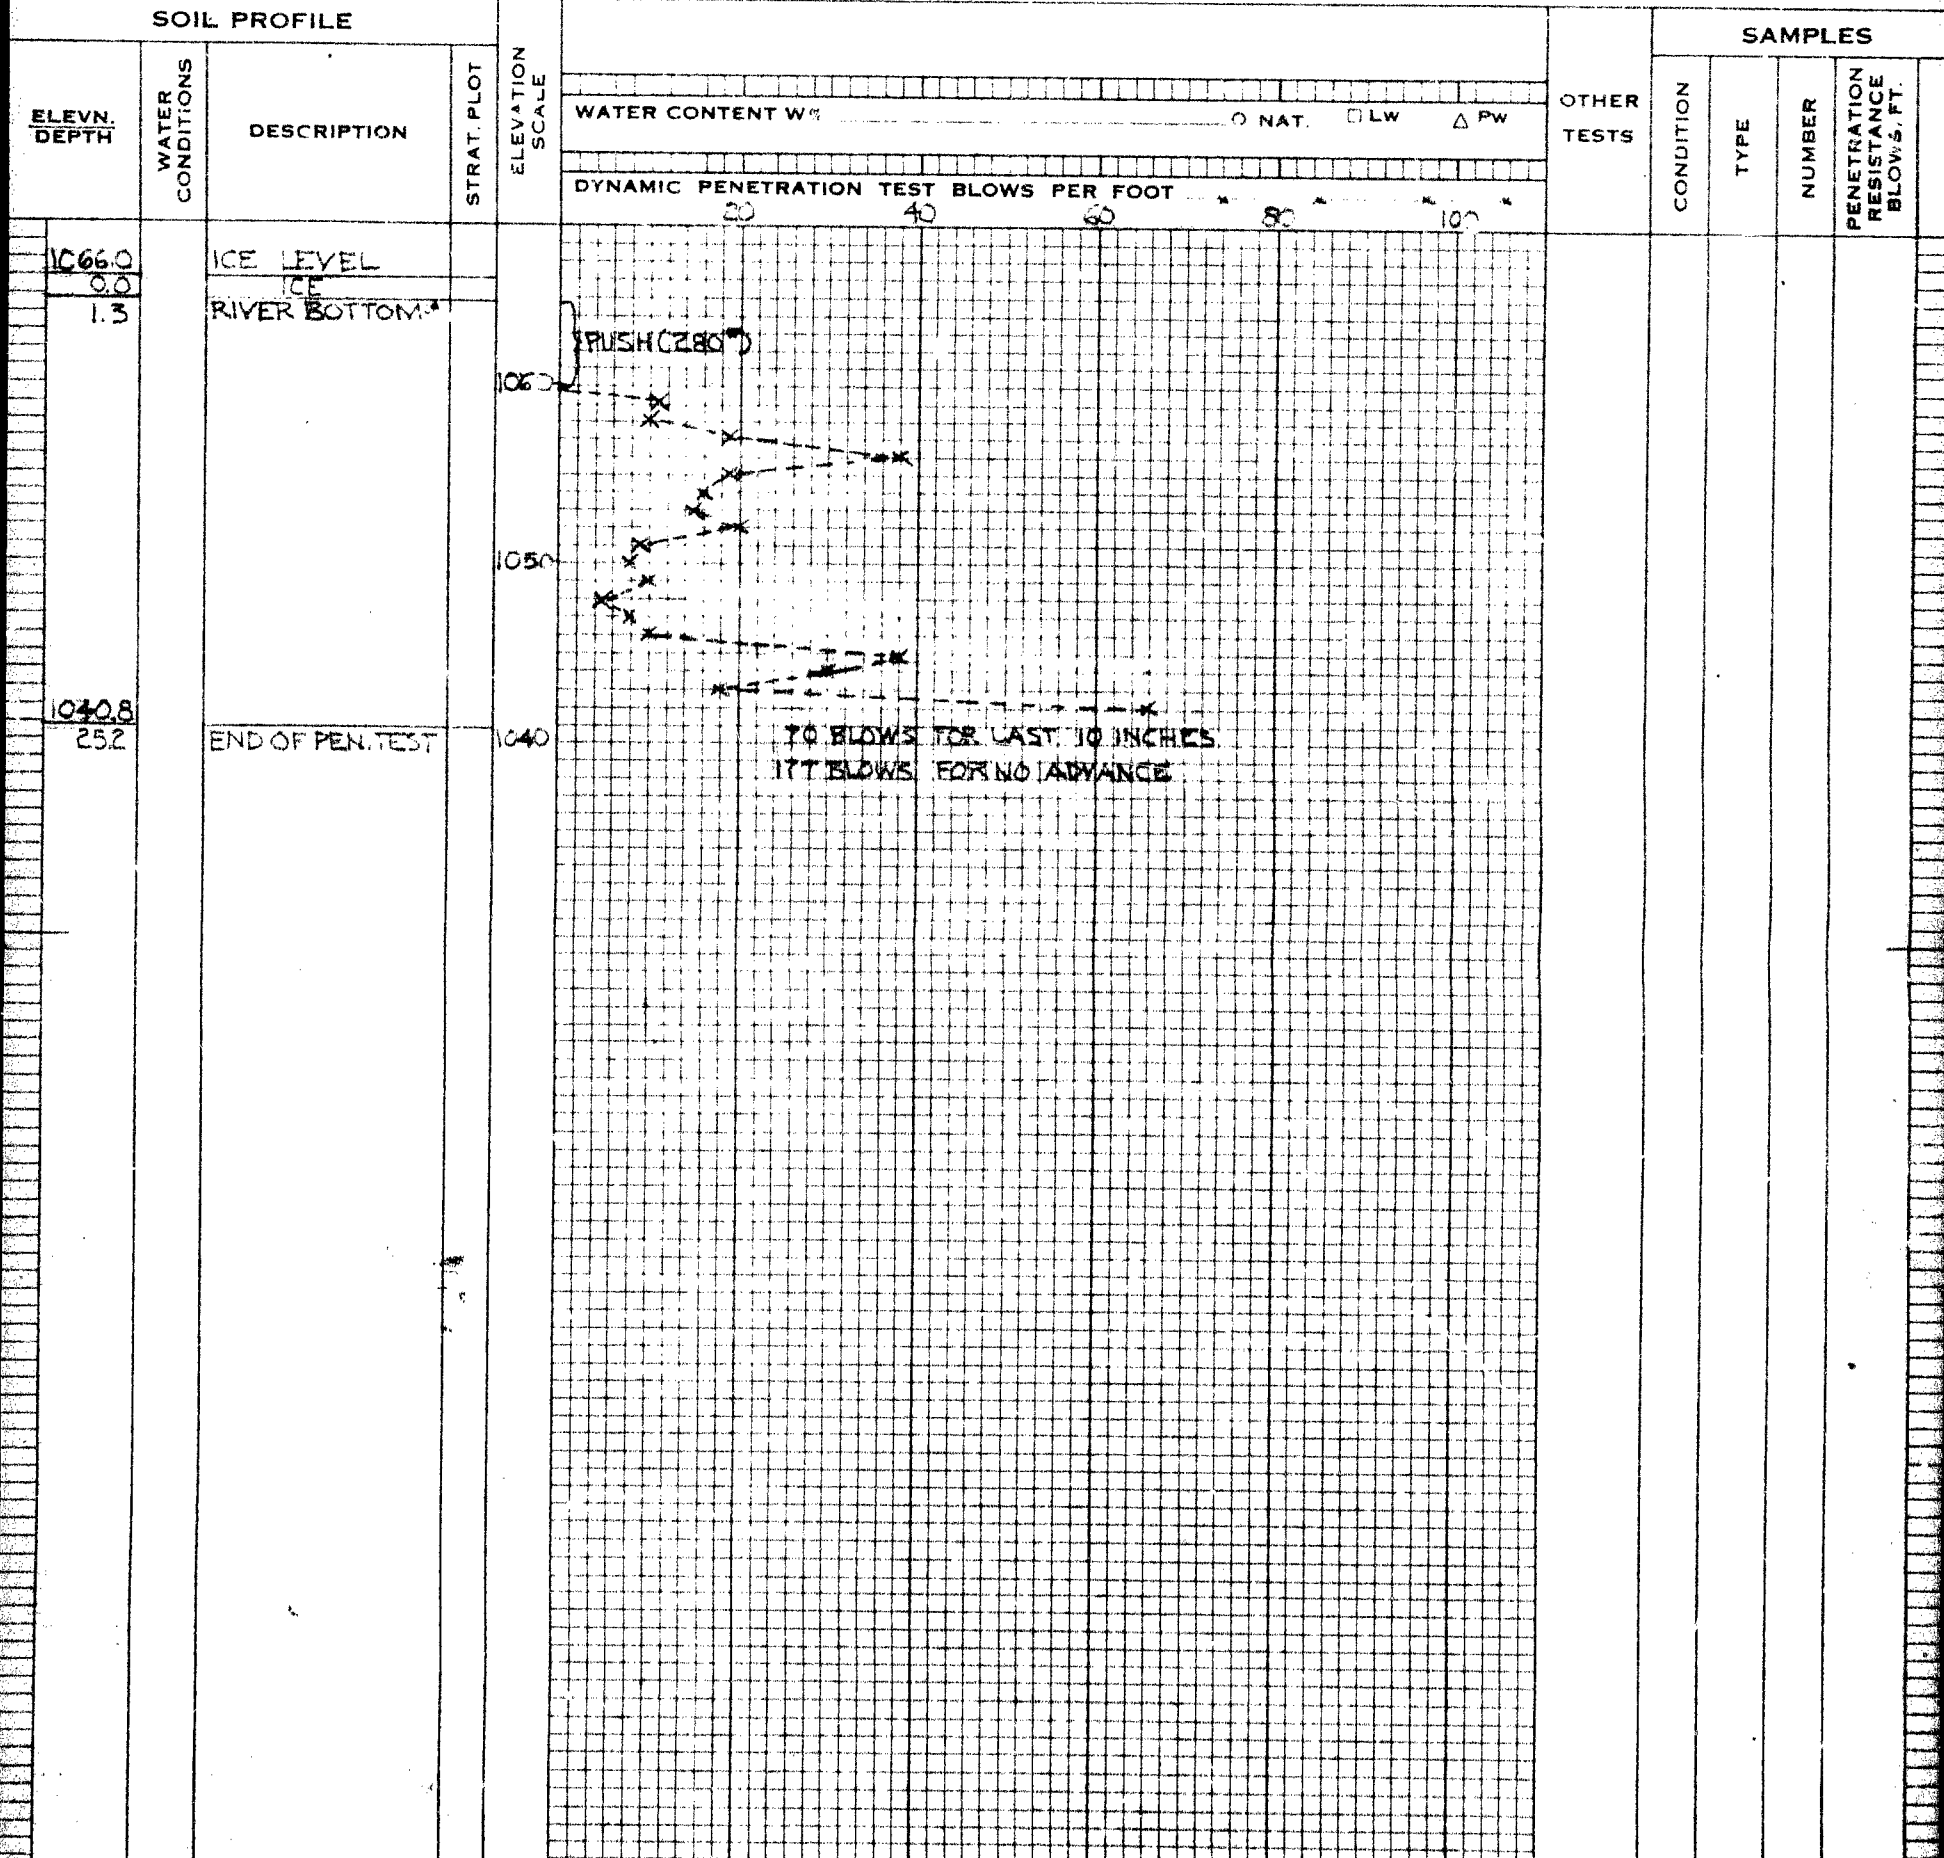 SOIL PROFILE
SAMPLES
ELEVN.
DEPTH
WATER
CONDITIONS
DESCRIPTION
STRAT. PLOT
ELEVATION
SCALE
WATER CONTENT W% O NAT. □ LW △ PW
DYNAMIC PENETRATION TEST BLOWS PER FOOT
20 40 60 80 100
OTHER
TESTS
CONDITION
TYPE
NUMBER
PENETRATION
RESISTANCE
BLOWS/FT.
1066.0 ICE LEVEL
0.0 ICE
1.3 RIVER BOTTOM
PUSH (280#)
1060
1050
1040.8
25.2 END OF PEN. TEST 1040
70 BLOWS FOR LAST 10 INCHES
177 BLOWS FOR NO ADVANCE